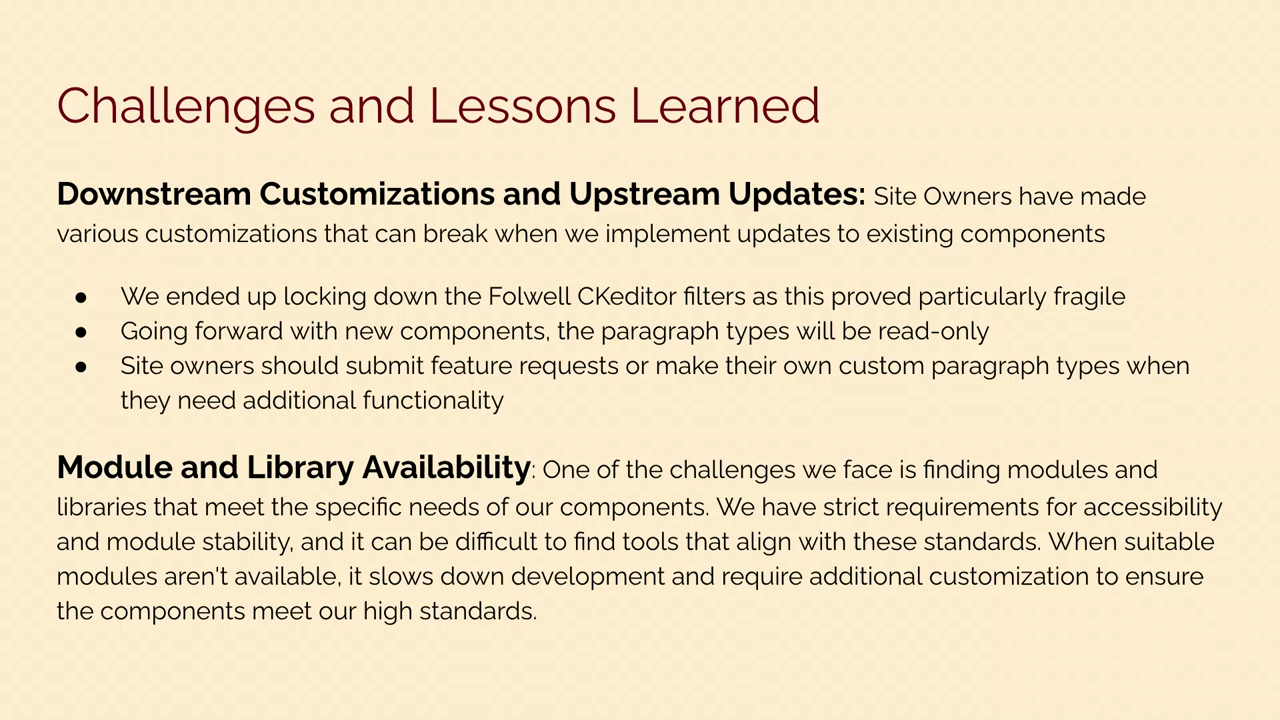 Challenges and Lessons Learned
Downstream Customizations and Upstream Updates: Site Owners have made
various customizations that can break when we implement updates to existing components
● We ended up locking down the Folwell CKeditor filters as this proved particularly fragile
● Going forward with new components, the paragraph types will be read-only
● Site owners should submit feature requests or make their own custom paragraph types when
they need additional functionality
Module and Library Availability: One of the challenges we face is finding modules and
libraries that meet the specific needs of our components. We have strict requirements for accessibility
and module stability, and it can be difficult to find tools that align with these standards. When suitable
modules aren't available, it slows down development and require additional customization to ensure
the components meet our high standards.